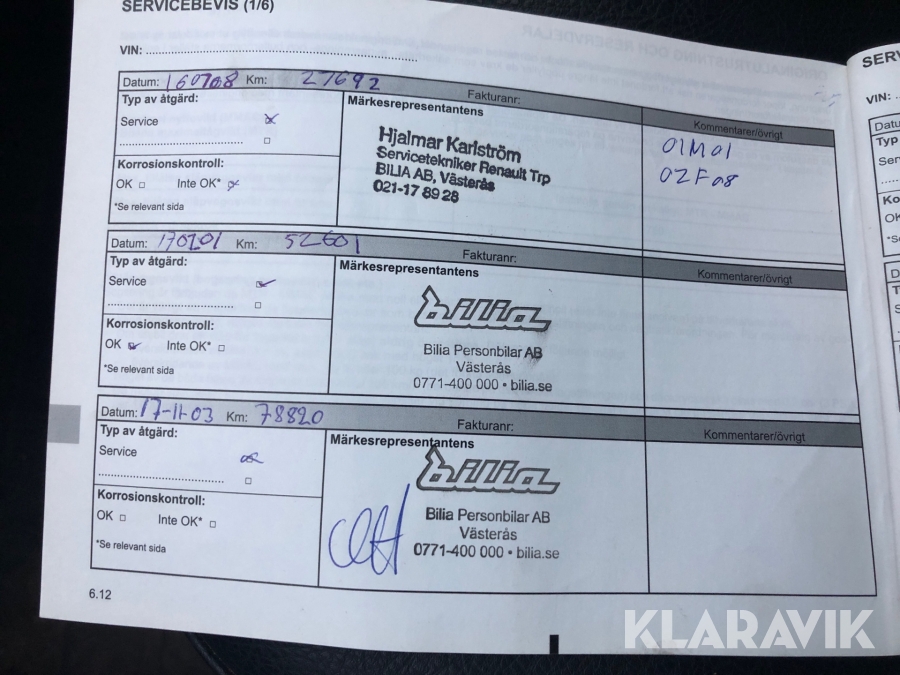 SERVICEBEVIS (1/6)
VIN:
Datum: 160708 Km: 27692
Fakturanr:
Typ av åtgärd:
Service
Korrosionskontroll:
OK Inte OK*
*Se relevant sida
Märkesrepresentantens
Hjalmar Karlström
Servicetekniker Renault Trp
BILIA AB, Västerås
021-17 89 28
Kommentarer/övrigt
01M01
02F08
Datum: 170201 Km: 52601
Fakturanr:
Typ av åtgärd:
Service
Korrosionskontroll:
OK Inte OK*
*Se relevant sida
Märkesrepresentantens
bilia
Bilia Personbilar AB
Västerås
0771-400 000 • bilia.se
Kommentarer/övrigt
Datum: 17-11-03 Km: 78820
Fakturanr:
Typ av åtgärd:
Service
Korrosionskontroll:
OK Inte OK*
*Se relevant sida
Märkesrepresentantens
bilia
Bilia Personbilar AB
Västerås
0771-400 000 • bilia.se
Kommentarer/övrigt
6.12
VIN:
KLARAVIK